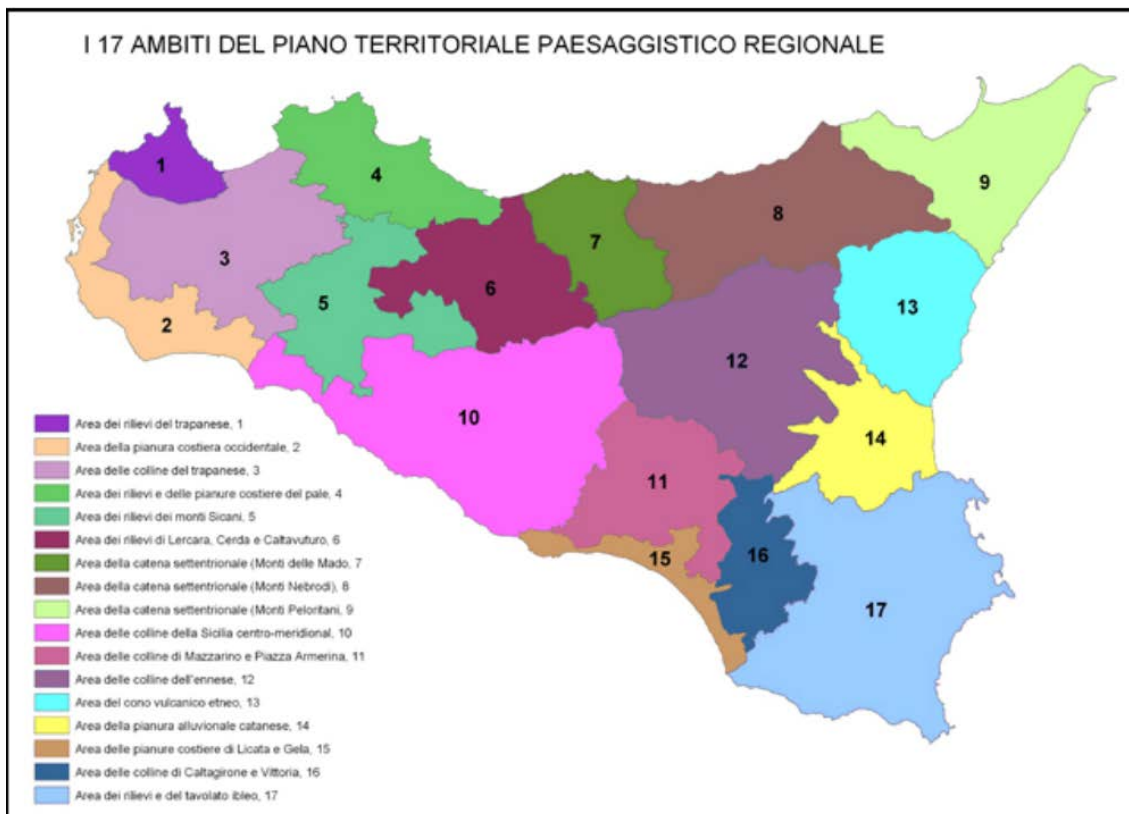 I 17 AMBITI DEL PIANO TERRITORIALE PAESAGGISTICO REGIONALE
1
4
9
8
7
3
5
6
13
2
12
10
14
11
15
16
17
Area dei rilievi del trapanese, 1
Area della pianura costiera occidentale, 2
Area delle colline del trapanese, 3
Area dei rilievi e delle pianure costiere del pale, 4
Area dei rilievi dei monti Sicani, 5
Area dei rilievi di Lercara, Cerda e Caltavuturo, 6
Area della catena settentrionale (Monti delle Mado, 7
Area della catena settentrionale (Monti Nebrodi), 8
Area della catena settentrionale (Monti Peloritani, 9
Area delle colline della Sicilia centro-meridional, 10
Area delle colline di Mazzarino e Piazza Armerina, 11
Area delle colline dell'ennese, 12
Area del cono vulcanico etneo, 13
Area della pianura alluvionale catanese, 14
Area delle pianure costiere di Licata e Gela, 15
Area delle colline di Caltagirone e Vittoria, 16
Area dei rilievi e del tavolato ibleo, 17